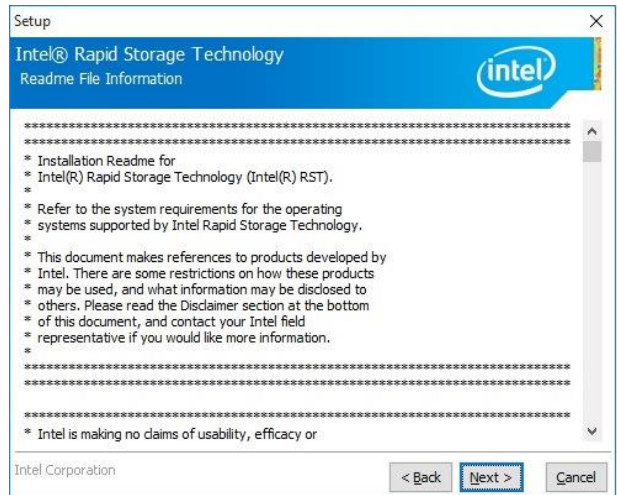 Setup
Intel® Rapid Storage Technology
Readme File Information
intel
*******************************************************************************
*******************************************************************************
* Installation Readme for
* Intel(R) Rapid Storage Technology (Intel(R) RST).
*
* Refer to the system requirements for the operating
* systems supported by Intel Rapid Storage Technology.
*
* This document makes references to products developed by
* Intel. There are some restrictions on how these products
* may be used, and what information may be disclosed to
* others. Please read the Disclaimer section at the bottom
* of this document, and contact your Intel field
* representative if you would like more information.
*
*******************************************************************************
*******************************************************************************
*******************************************************************************
* Intel is making no claims of usability, efficacy or
Intel Corporation
< Back Next > Cancel